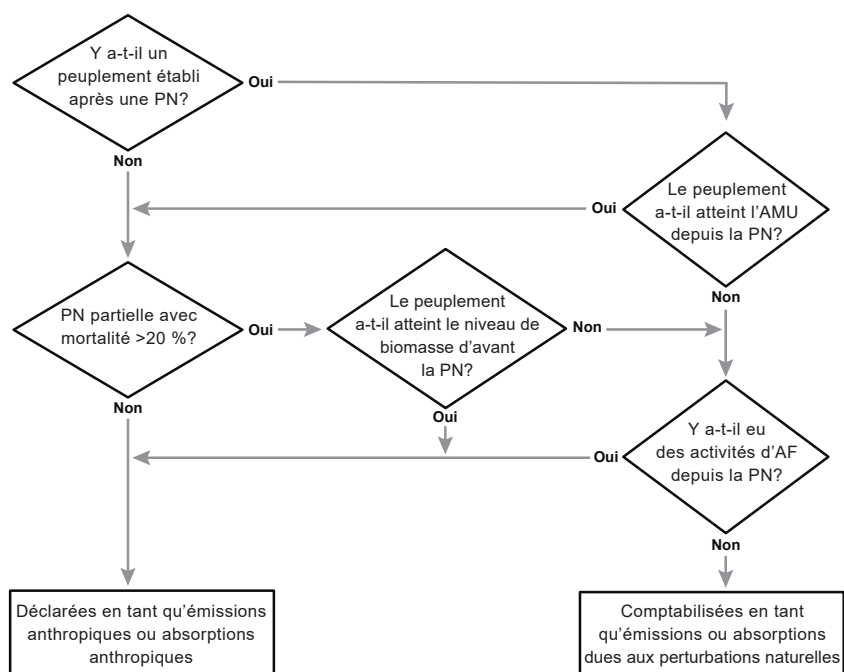 Y a-t-il un
peuplement établi
après une PN?
Oui
Non
Le peuplement
a-t-il atteint l'AMU
depuis la PN?
Oui
Non
PN partielle avec
mortalité >20 %?
Oui
Non
Le peuplement
a-t-il atteint le niveau de
biomasse d'avant
la PN?
Non
Oui
Y a-t-il eu
des activités d'AF
depuis la PN?
Oui
Non
Déclarées en tant qu'émissions
anthropiques ou absorptions
anthropiques
Comptabilisées en tant
qu'émissions ou absorptions
dues aux perturbations naturelles